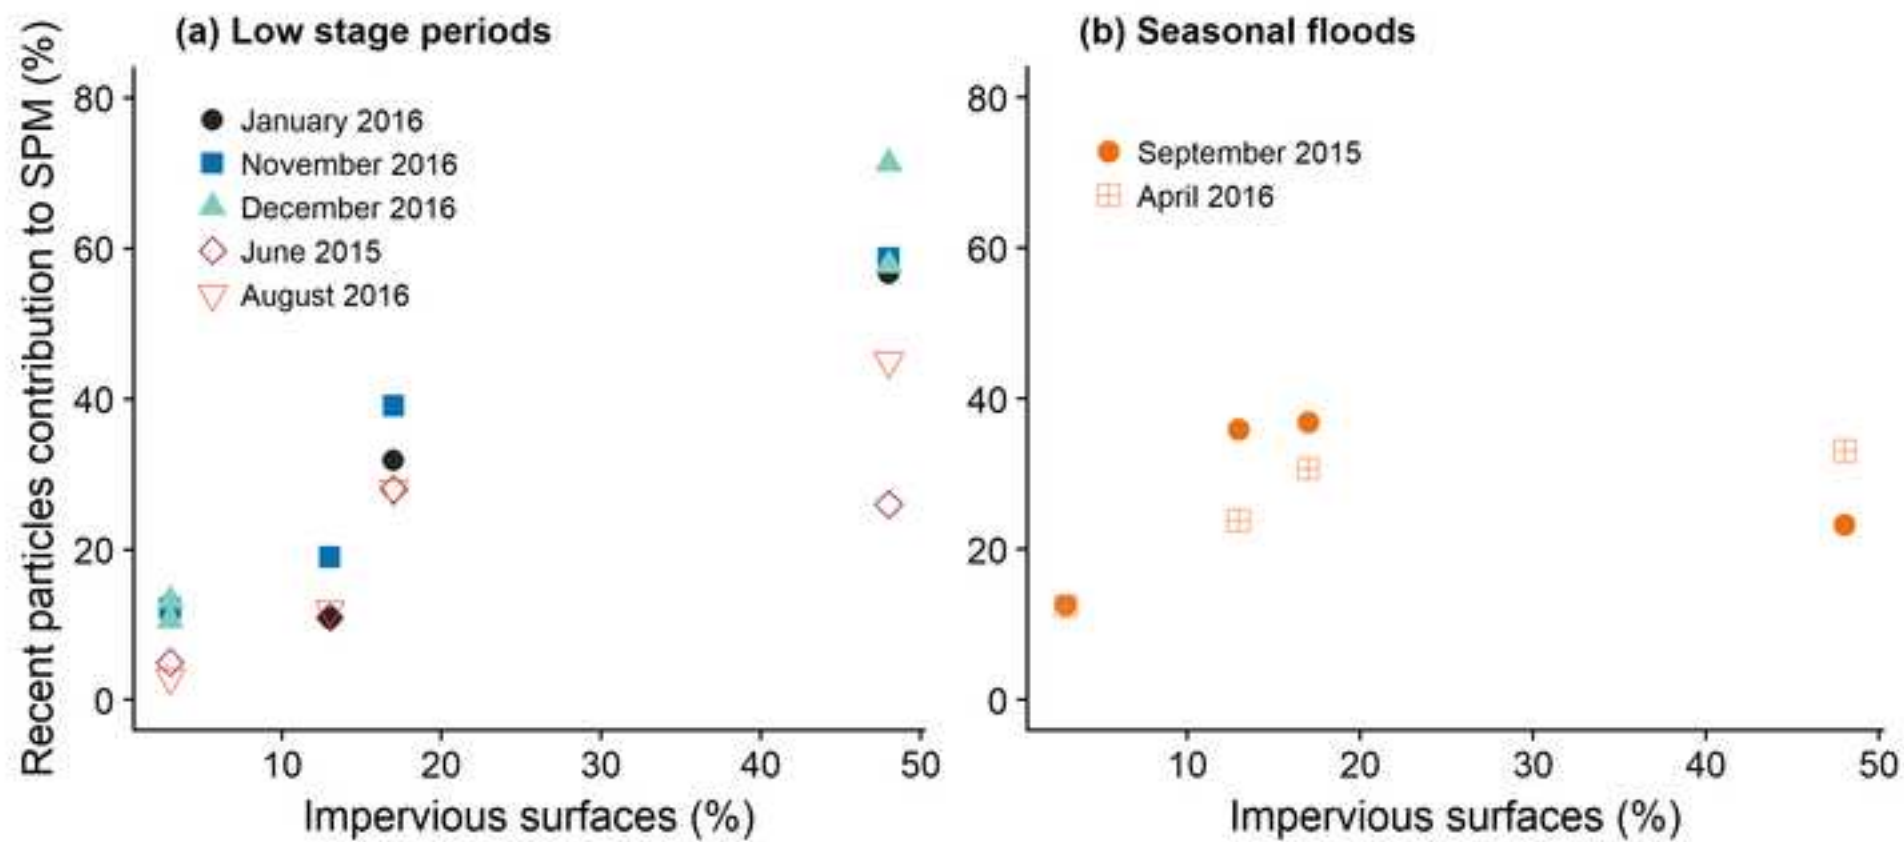 (a) Low stage periods
(b) Seasonal floods
Recent particles contribution to SPM (%)
80
60
40
20
0
January 2016
November 2016
December 2016
June 2015
August 2016
10 20 30 40 50
Impervious surfaces (%)
80
60
40
20
0
September 2015
April 2016
10 20 30 40 50
Impervious surfaces (%)